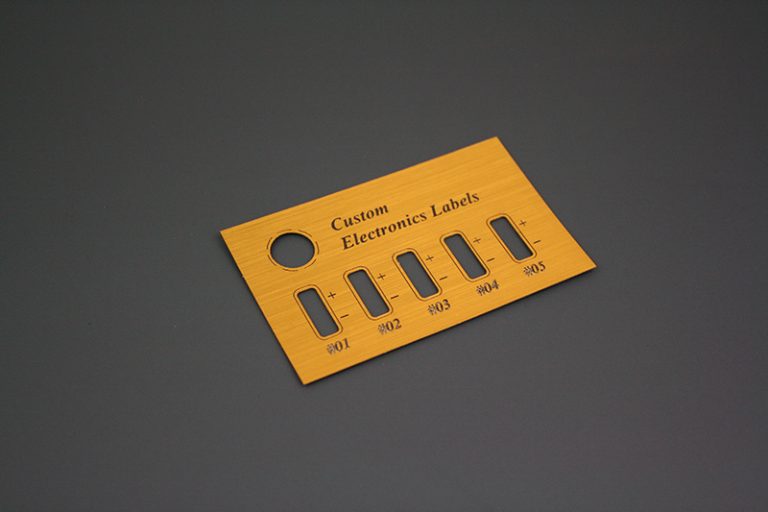 Custom
Electronics Labels
+ + + + +
- - - - -
#01 #02 #03 #04 #05